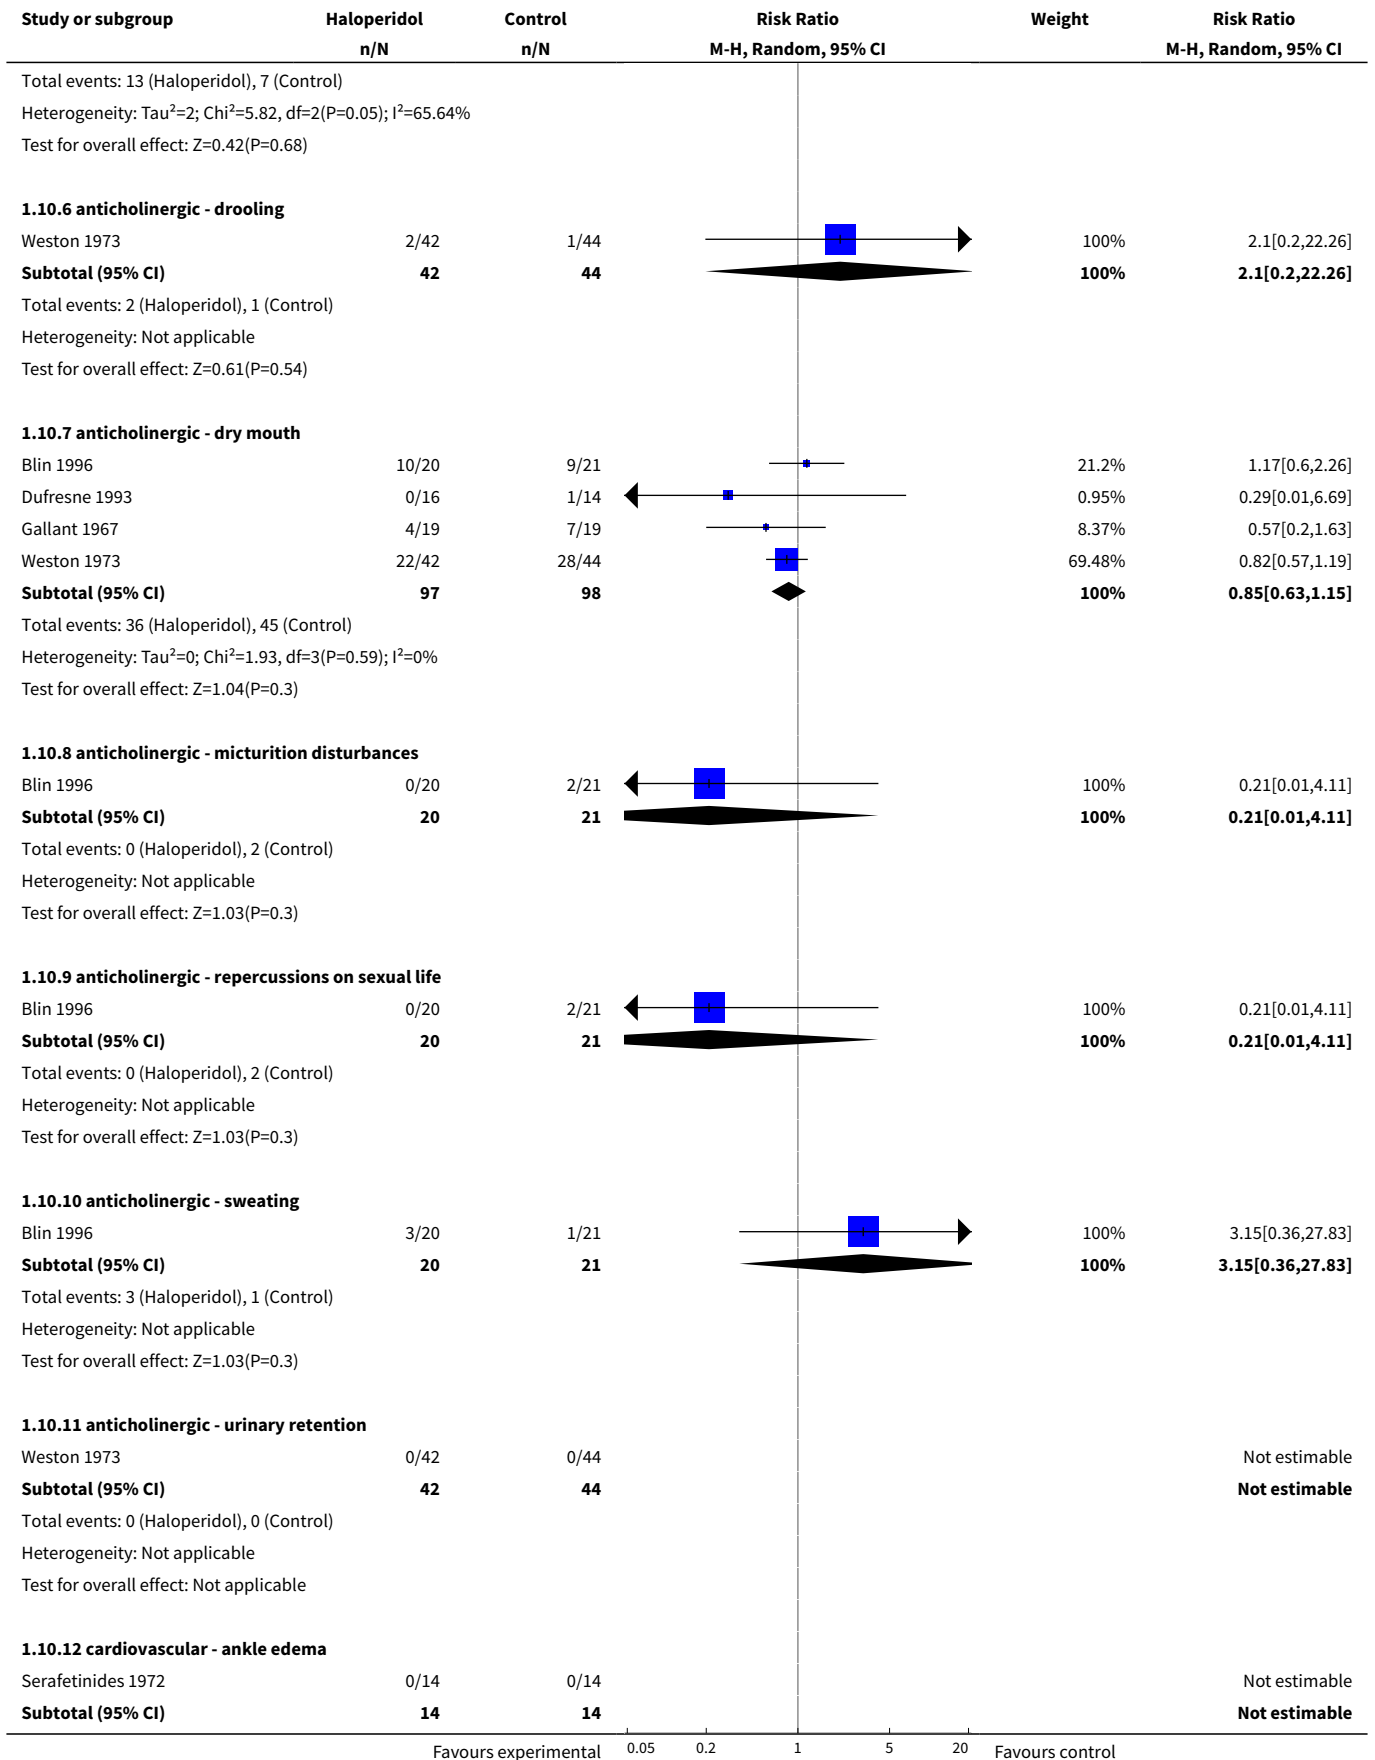 Study or subgroup Haloperidol Control Risk Ratio Weight Risk Ratio
n/N n/N M-H, Random, 95% CI M-H, Random, 95% CI
Total events: 13 (Haloperidol), 7 (Control)
Heterogeneity: Tau²=2; Chi²=5.82, df=2(P=0.05); I²=65.64%
Test for overall effect: Z=0.42(P=0.68)
1.10.6 anticholinergic - drooling
Weston 1973 2/42 1/44 100% 2.1[0.2,22.26]
Subtotal (95% CI) 42 44 100% 2.1[0.2,22.26]
Total events: 2 (Haloperidol), 1 (Control)
Heterogeneity: Not applicable
Test for overall effect: Z=0.61(P=0.54)
1.10.7 anticholinergic - dry mouth
Blin 1996 10/20 9/21 21.2% 1.17[0.6,2.26]
Dufresne 1993 0/16 1/14 0.95% 0.29[0.01,6.69]
Gallant 1967 4/19 7/19 8.37% 0.57[0.2,1.63]
Weston 1973 22/42 28/44 69.48% 0.82[0.57,1.19]
Subtotal (95% CI) 97 98 100% 0.85[0.63,1.15]
Total events: 36 (Haloperidol), 45 (Control)
Heterogeneity: Tau²=0; Chi²=1.93, df=3(P=0.59); I²=0%
Test for overall effect: Z=1.04(P=0.3)
1.10.8 anticholinergic - micturition disturbances
Blin 1996 0/20 2/21 100% 0.21[0.01,4.11]
Subtotal (95% CI) 20 21 100% 0.21[0.01,4.11]
Total events: 0 (Haloperidol), 2 (Control)
Heterogeneity: Not applicable
Test for overall effect: Z=1.03(P=0.3)
1.10.9 anticholinergic - repercussions on sexual life
Blin 1996 0/20 2/21 100% 0.21[0.01,4.11]
Subtotal (95% CI) 20 21 100% 0.21[0.01,4.11]
Total events: 0 (Haloperidol), 2 (Control)
Heterogeneity: Not applicable
Test for overall effect: Z=1.03(P=0.3)
1.10.10 anticholinergic - sweating
Blin 1996 3/20 1/21 100% 3.15[0.36,27.83]
Subtotal (95% CI) 20 21 100% 3.15[0.36,27.83]
Total events: 3 (Haloperidol), 1 (Control)
Heterogeneity: Not applicable
Test for overall effect: Z=1.03(P=0.3)
1.10.11 anticholinergic - urinary retention
Weston 1973 0/42 0/44 Not estimable
Subtotal (95% CI) 42 44 Not estimable
Total events: 0 (Haloperidol), 0 (Control)
Heterogeneity: Not applicable
Test for overall effect: Not applicable
1.10.12 cardiovascular - ankle edema
Serafetinides 1972 0/14 0/14 Not estimable
Subtotal (95% CI) 14 14 Not estimable
Favours experimental 0.05 0.2 1 5 20 Favours control